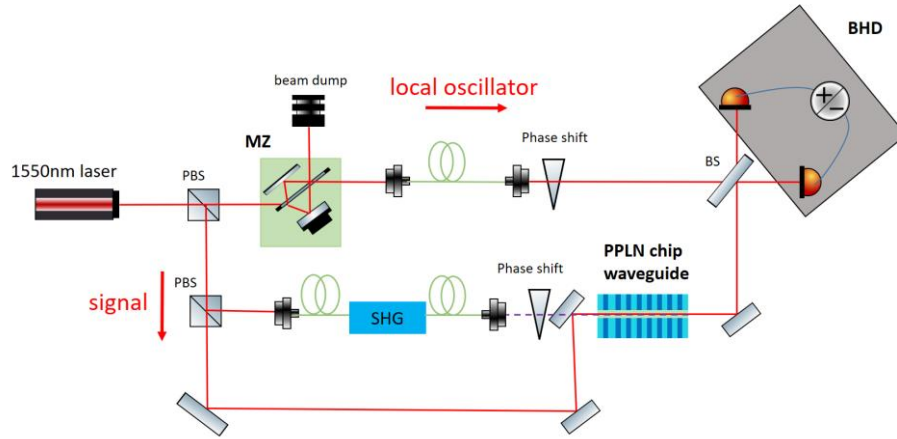 BHD
beam dump
local oscillator
MZ
Phase shift
1550nm laser
PBS
BS
PPLN chip
waveguide
Phase shift
PBS
signal
SHG